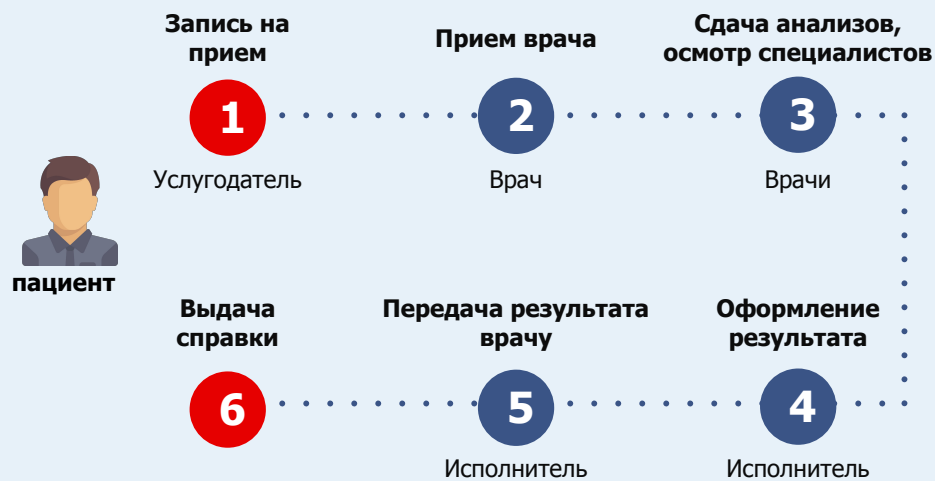 Запись на
прием
Прием врача
Сдача анализов,
осмотр специалистов
1
2
3
Услугодатель
Врач
Врачи
пациент
Выдача
справки
Передача результата
врачу
Оформление
результата
6
5
4
Исполнитель
Исполнитель